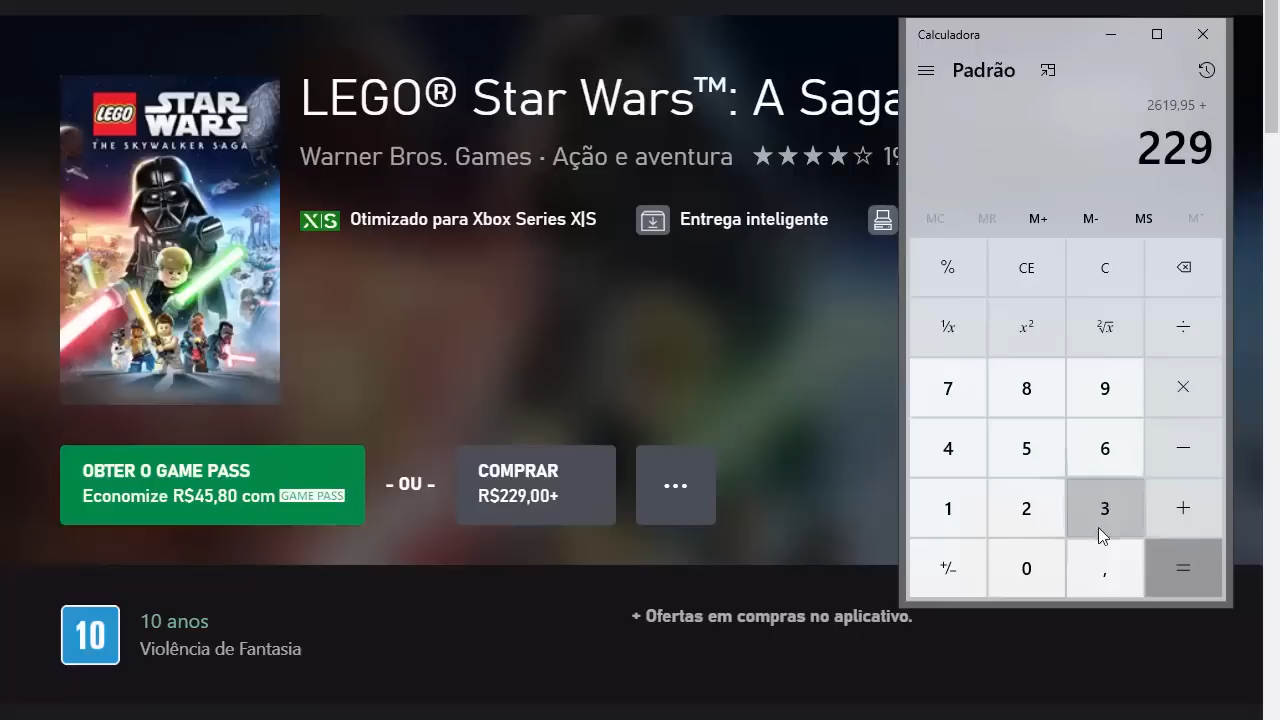 LEGO® Star Wars™: A Saga
Warner Bros. Games · Ação e aventura ★★★★☆
X|S Otimizado para Xbox Series X|S
Entrega inteligente
LEGO STAR WARS
THE SKYWALKER SAGA
OBTER O GAME PASS
Economize R$45,80 com GAME PASS
- OU -
COMPRAR
R$229,00+
...
10
10 anos
Violência de Fantasia
+ Ofertas em compras no aplicativo.
Calculadora
Padrão
2619,95 +
229
MC MR M+ M- MS
% CE C
¹/x x² ²√x ÷
7 8 9 ×
4 5 6 −
1 2 3 +
+/− 0 , =